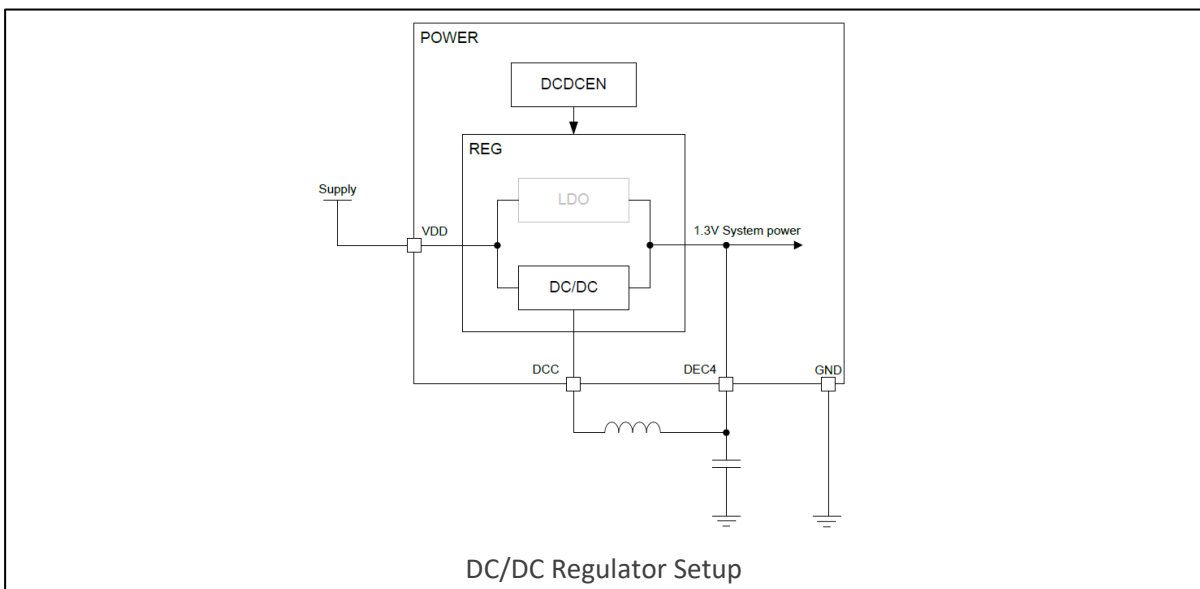 POWER
DCDCEN
REG
LDO
Supply
VDD
1.3V System power
DC/DC
DCC
DEC4
GND
DC/DC Regulator Setup